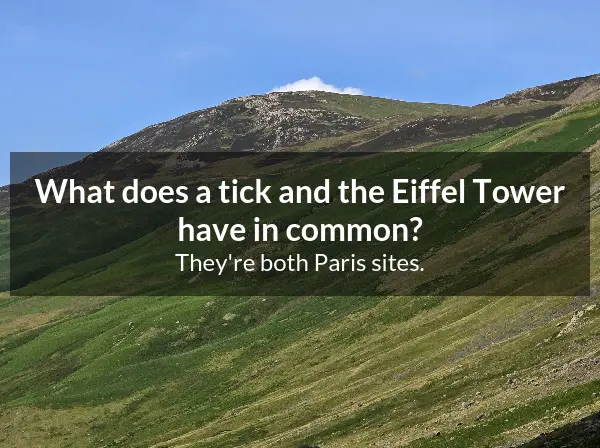 What does a tick and the Eiffel Tower
have in common?
They're both Paris sites.